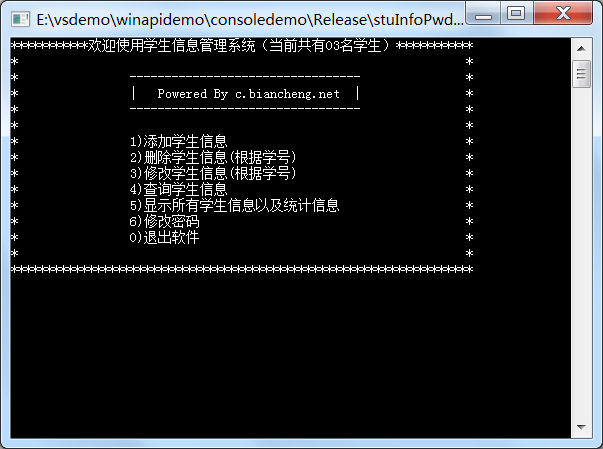 E:\vsdemo\winapidemo\consoledemo\Release\stuInfoPwd...
***********欢迎使用学生信息管理系统（当前共有03名学生）***********
* *
* --------------------------------- *
* |   Powered By c.biancheng.net  | *
* --------------------------------- *
* *
* 1)添加学生信息 *
* 2)删除学生信息(根据学号) *
* 3)修改学生信息(根据学号) *
* 4)查询学生信息 *
* 5)显示所有学生信息以及统计信息 *
* 6)修改密码 *
* 0)退出软件 *
* *
******************************************************************